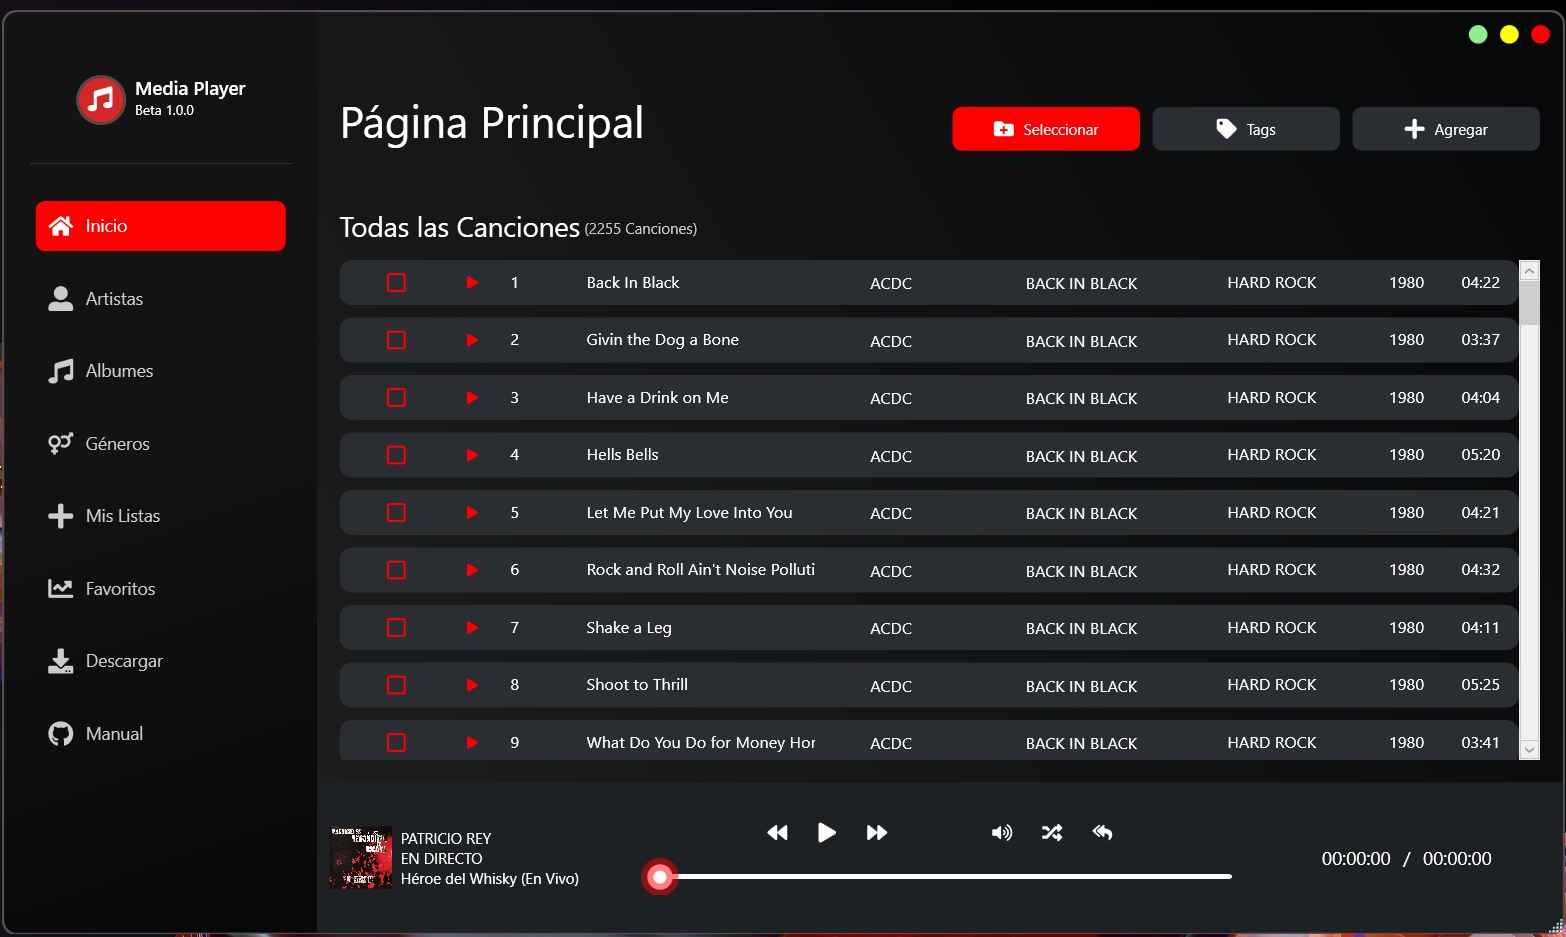 Media Player
Beta 1.0.0
Inicio
Artistas
Albumes
Géneros
Mis Listas
Favoritos
Descargar
Manual
Página Principal
Seleccionar
Tags
Agregar
Todas las Canciones (2255 Canciones)
1 Back In Black ACDC BACK IN BLACK HARD ROCK 1980 04:22
2 Givin the Dog a Bone ACDC BACK IN BLACK HARD ROCK 1980 03:37
3 Have a Drink on Me ACDC BACK IN BLACK HARD ROCK 1980 04:04
4 Hells Bells ACDC BACK IN BLACK HARD ROCK 1980 05:20
5 Let Me Put My Love Into You ACDC BACK IN BLACK HARD ROCK 1980 04:21
6 Rock and Roll Ain't Noise Polluti ACDC BACK IN BLACK HARD ROCK 1980 04:32
7 Shake a Leg ACDC BACK IN BLACK HARD ROCK 1980 04:11
8 Shoot to Thrill ACDC BACK IN BLACK HARD ROCK 1980 05:25
9 What Do You Do for Money Hor ACDC BACK IN BLACK HARD ROCK 1980 03:41
PATRICIO REY
EN DIRECTO
Héroe del Whisky (En Vivo)
00:00:00 / 00:00:00